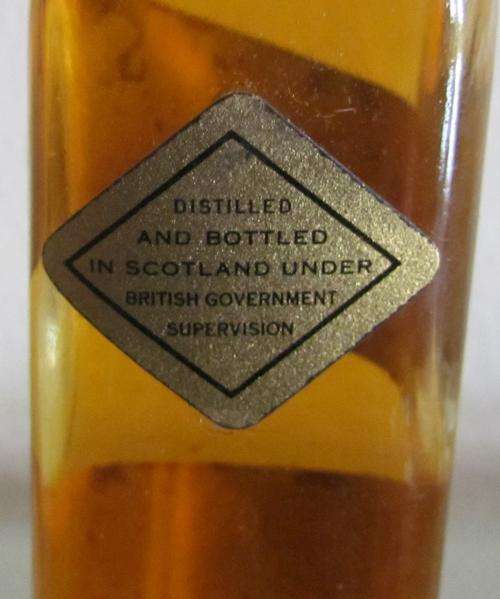 DISTILLED
AND BOTTLED
IN SCOTLAND UNDER
BRITISH GOVERNMENT
SUPERVISION